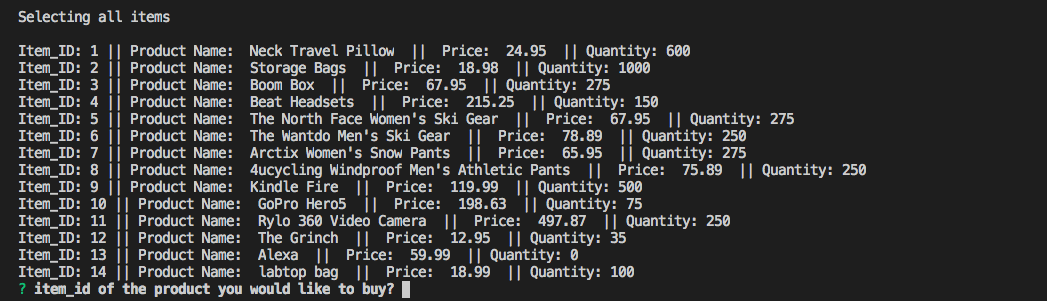 Selecting all items
Item_ID: 1 || Product Name:  Neck Travel Pillow  ||  Price:  24.95  || Quantity: 600
Item_ID: 2 || Product Name:  Storage Bags  ||  Price:  18.98  || Quantity: 1000
Item_ID: 3 || Product Name:  Boom Box  ||  Price:  67.95  || Quantity: 275
Item_ID: 4 || Product Name:  Beat Headsets  ||  Price:  215.25  || Quantity: 150
Item_ID: 5 || Product Name:  The North Face Women's Ski Gear  ||  Price:  67.95  || Quantity: 275
Item_ID: 6 || Product Name:  The Wantdo Men's Ski Gear  ||  Price:  78.89  || Quantity: 250
Item_ID: 7 || Product Name:  Arctix Women's Snow Pants  ||  Price:  65.95  || Quantity: 275
Item_ID: 8 || Product Name:  4ucycling Windproof Men's Athletic Pants  ||  Price:  75.89  || Quantity: 250
Item_ID: 9 || Product Name:  Kindle Fire  ||  Price:  119.99  || Quantity: 500
Item_ID: 10 || Product Name:  GoPro Hero5  ||  Price:  198.63  || Quantity: 75
Item_ID: 11 || Product Name:  Rylo 360 Video Camera  ||  Price:  497.87  || Quantity: 250
Item_ID: 12 || Product Name:  The Grinch  ||  Price:  12.95  || Quantity: 35
Item_ID: 13 || Product Name:  Alexa  ||  Price:  59.99  || Quantity: 0
Item_ID: 14 || Product Name:  labtop bag  ||  Price:  18.99  || Quantity: 100
? item_id of the product you would like to buy?